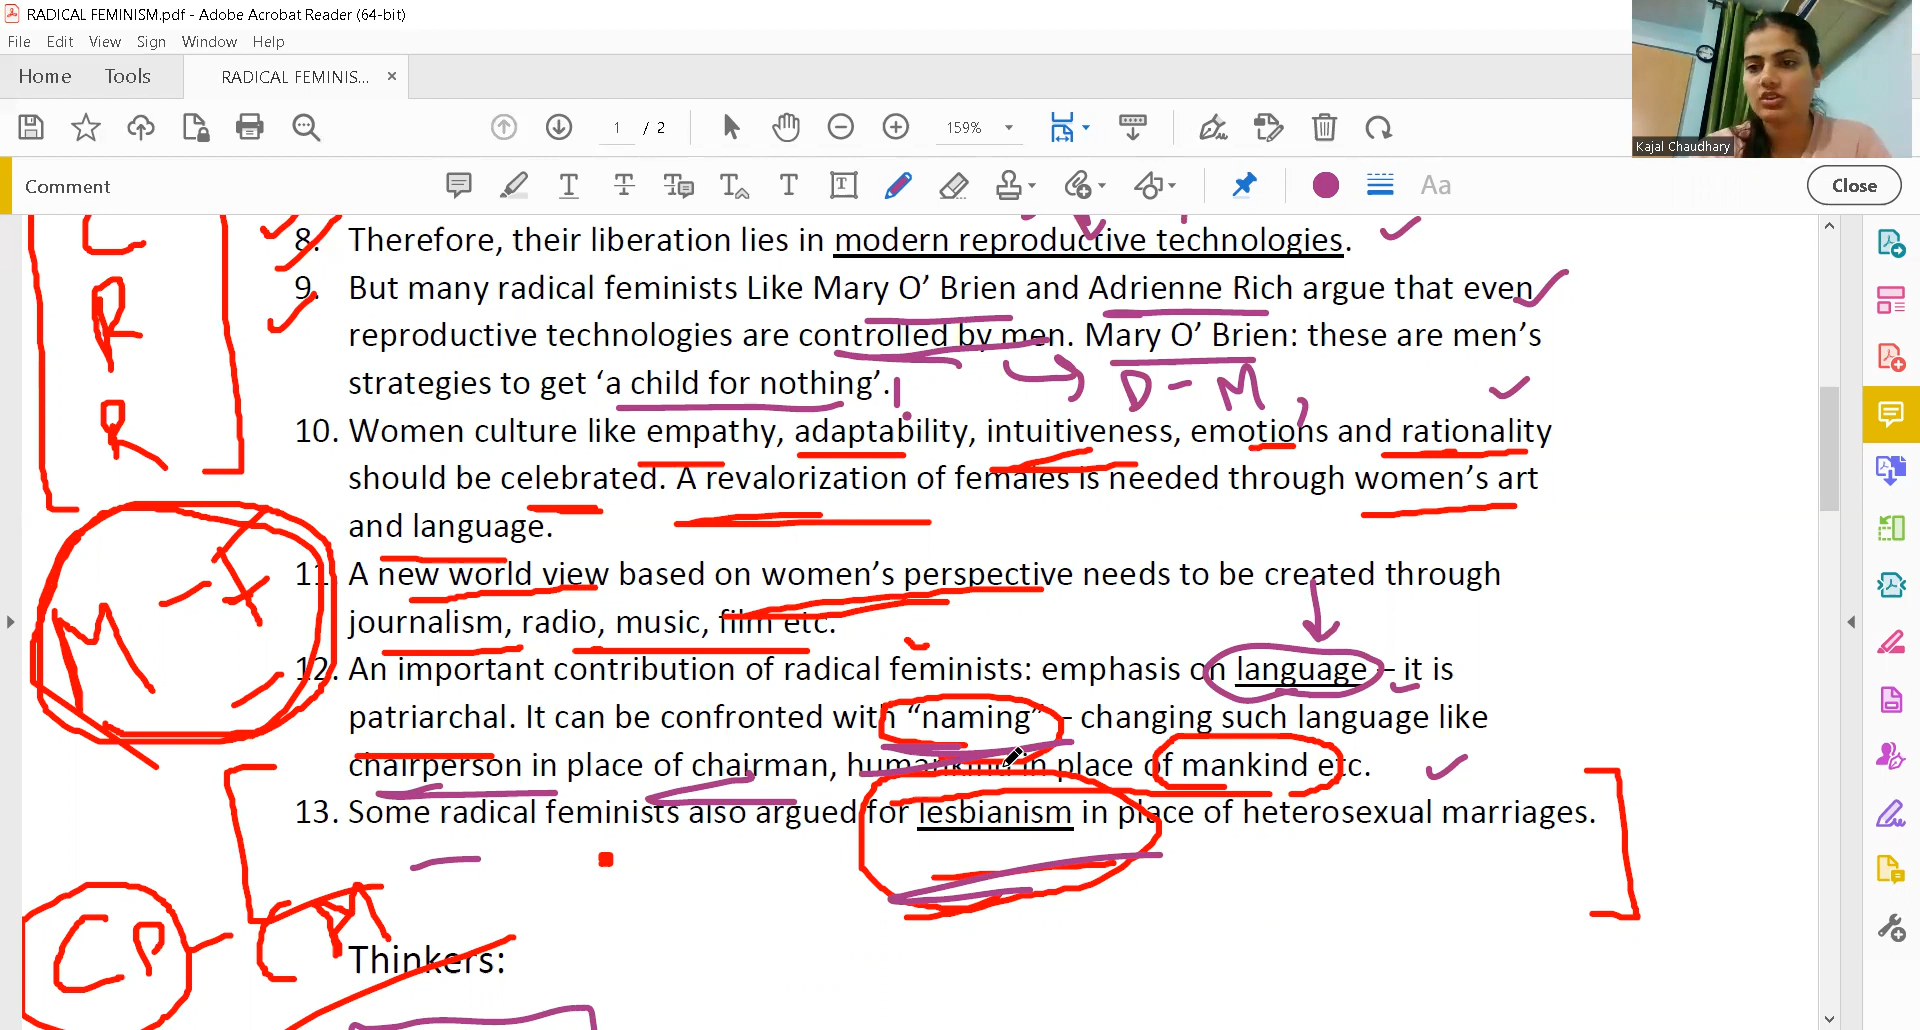 RADICAL FEMINISM.pdf - Adobe Acrobat Reader (64-bit)
File Edit View Sign Window Help
Home Tools RADICAL FEMINIS... ×
1 / 2 159%
Kajal Chaudhary
Comment Aa Close
8. Therefore, their liberation lies in modern reproductive technologies.
9. But many radical feminists Like Mary O’ Brien and Adrienne Rich argue that even
reproductive technologies are controlled by men. Mary O’ Brien: these are men’s
strategies to get ‘a child for nothing’.
D - M
10. Women culture like empathy, adaptability, intuitiveness, emotions and rationality
should be celebrated. A revalorization of females is needed through women’s art
and language.
11. A new world view based on women’s perspective needs to be created through
journalism, radio, music, film etc.
12. An important contribution of radical feminists: emphasis on language – it is
patriarchal. It can be confronted with “naming” – changing such language like
chairperson in place of chairman, humankind in place of mankind etc.
13. Some radical feminists also argued for lesbianism in place of heterosexual marriages.
Thinkers:
R
R
M
CP